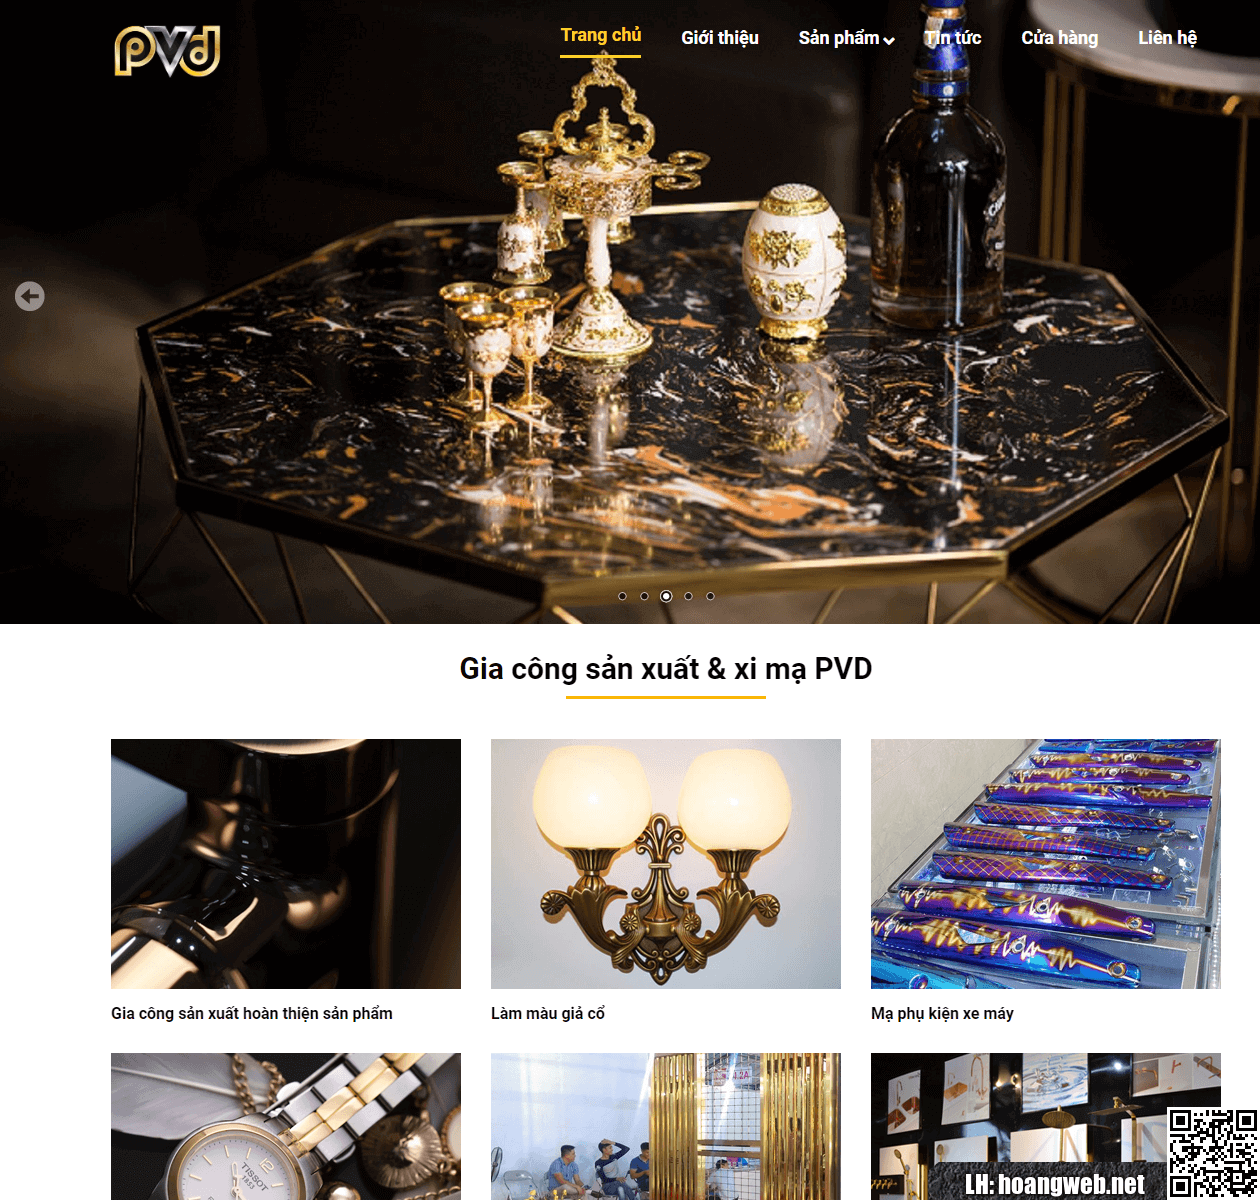 pvd
Trang chủ
Giới thiệu
Sản phẩm
Tin tức
Cửa hàng
Liên hệ
Gia công sản xuất & xi mạ PVD
Gia công sản xuất hoàn thiện sản phẩm
Làm màu giả cổ
Mạ phụ kiện xe máy
TISSOT
1853
LH: hoangweb.net